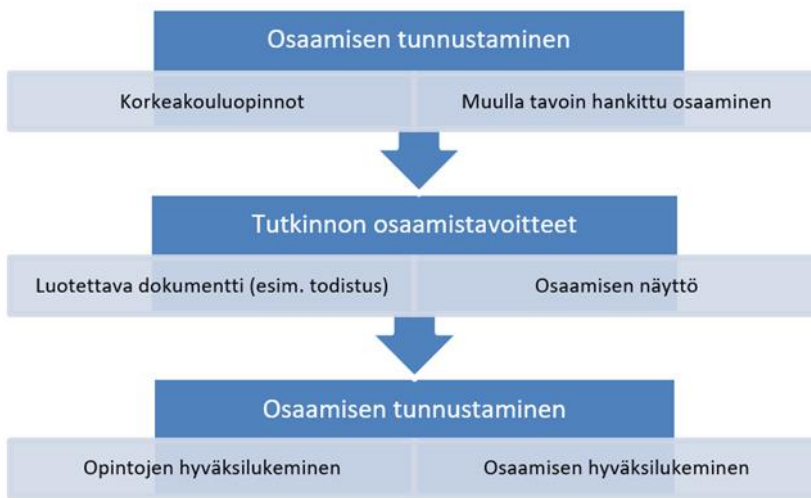 Osaamisen tunnustaminen
Korkeakouluopinnot
Muulla tavoin hankittu osaaminen
Tutkinnon osaamistavoitteet
Luotettava dokumentti (esim. todistus)
Osaamisen näyttö
Osaamisen tunnustaminen
Opintojen hyväksilukeminen
Osaamisen hyväksilukeminen